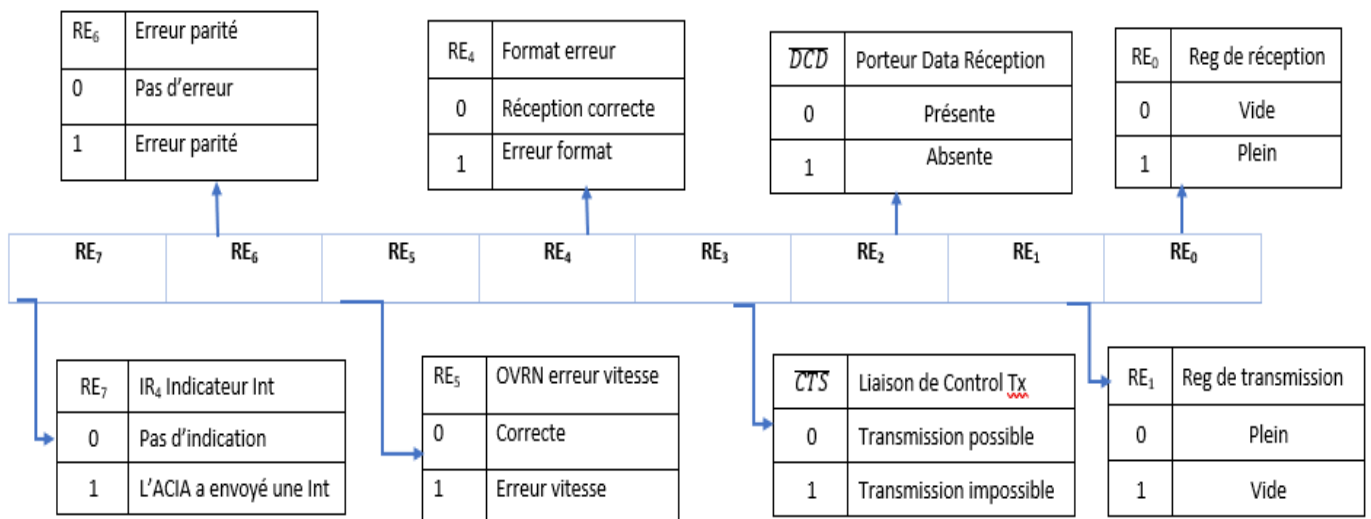 RE₆ Erreur parité
0 Pas d'erreur
1 Erreur parité
RE₄ Format erreur
0 Réception correcte
1 Erreur format
D̅C̅D̅ Porteur Data Réception
0 Présente
1 Absente
RE₀ Reg de réception
0 Vide
1 Plein
RE₇ RE₆ RE₅ RE₄ RE₃ RE₂ RE₁ RE₀
RE₇ IR₄ Indicateur Int
0 Pas d'indication
1 L'ACIA a envoyé une Int
RE₅ OVRN erreur vitesse
0 Correcte
1 Erreur vitesse
C̅T̅S̅ Liaison de Control Tx
0 Transmission possible
1 Transmission impossible
RE₁ Reg de transmission
0 Plein
1 Vide